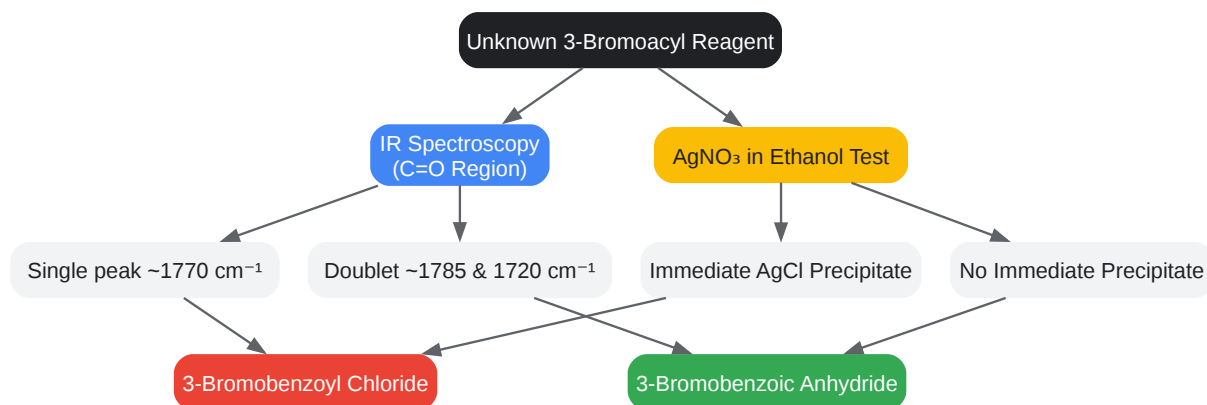 Unknown 3-Bromoacyl Reagent
IR Spectroscopy
(C=O Region)
AgNO₃ in Ethanol Test
Single peak ~1770 cm⁻¹
Doublet ~1785 & 1720 cm⁻¹
Immediate AgCl Precipitate
No Immediate Precipitate
3-Bromobenzoyl Chloride
3-Bromobenzoic Anhydride